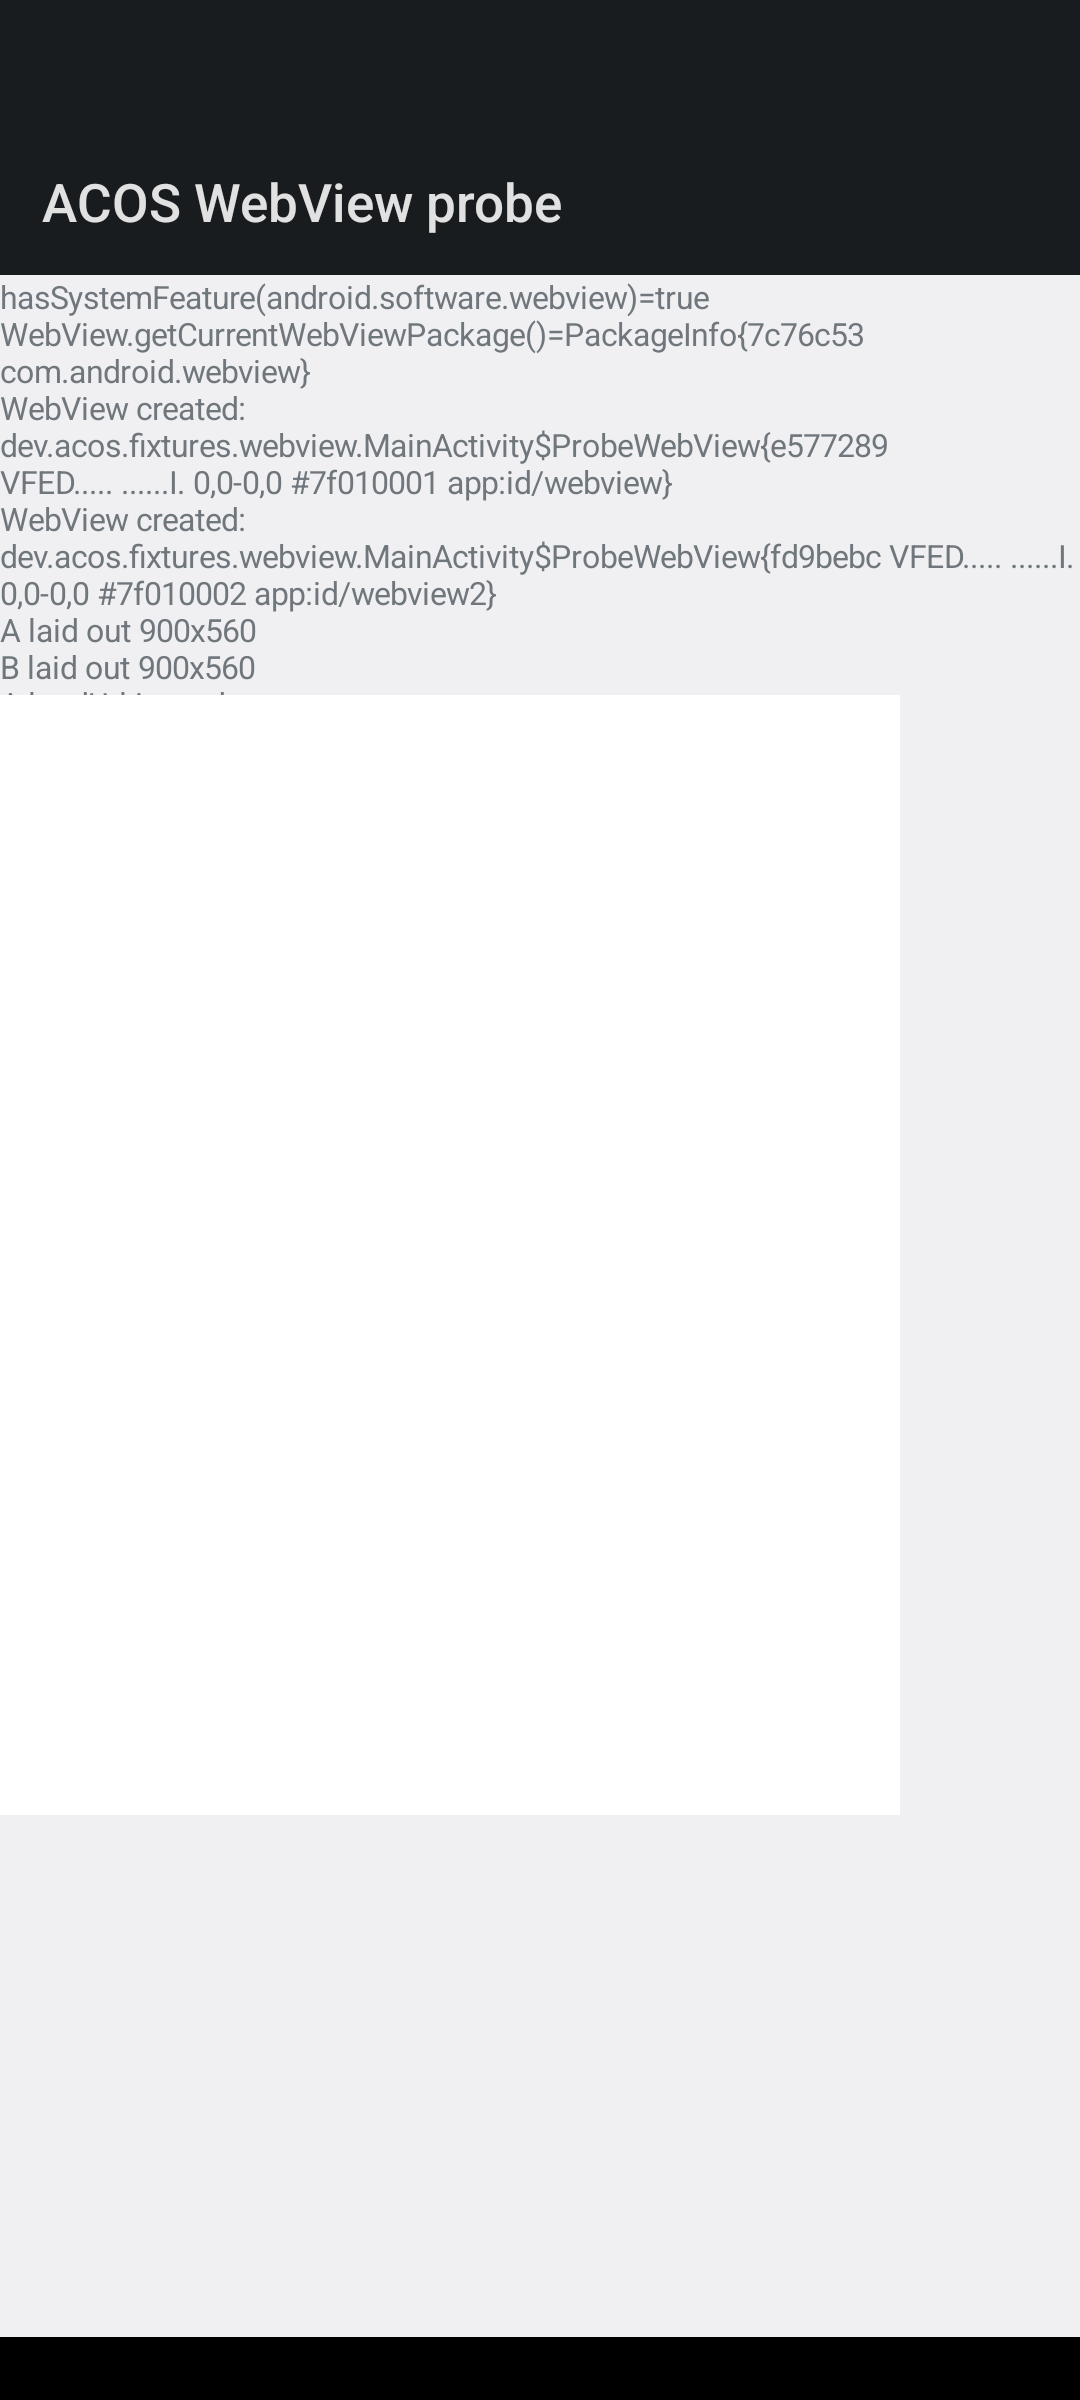 ACOS WebView probe
hasSystemFeature(android.software.webview)=true
WebView.getCurrentWebViewPackage()=PackageInfo{7c76c53
com.android.webview}
WebView created:
dev.acos.fixtures.webview.MainActivity$ProbeWebView{e577289
VFED..... ......I. 0,0-0,0 #7f010001 app:id/webview}
WebView created:
dev.acos.fixtures.webview.MainActivity$ProbeWebView{fd9bebc VFED..... ......I.
0,0-0,0 #7f010002 app:id/webview2}
A laid out 900x560
B laid out 900x560